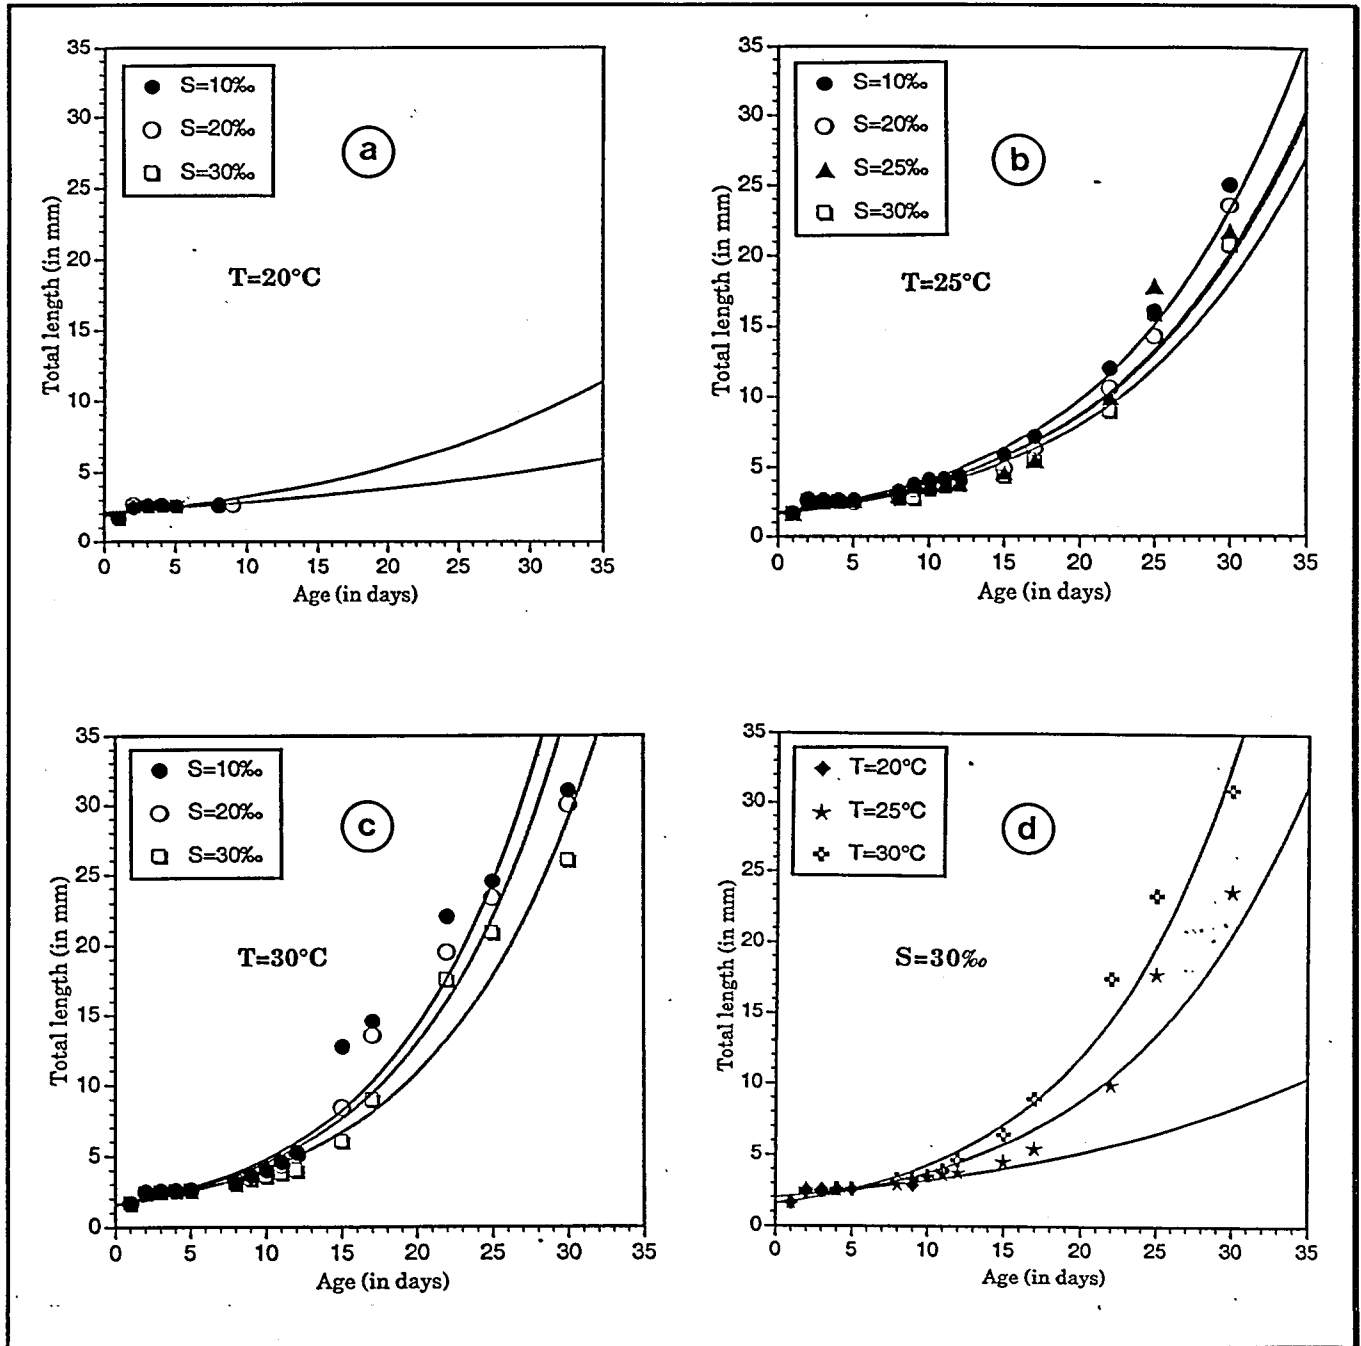 35
30
25
20
15
10
5
0
Total length (in mm)
S=10‰
S=20‰
S=30‰
a
T=20°C
0 5 10 15 20 25 30 35
Age (in days)
35
30
25
20
15
10
5
0
Total length (in mm)
S=10‰
S=20‰
S=25‰
S=30‰
b
T=25°C
0 5 10 15 20 25 30 35
Age (in days)
35
30
25
20
15
10
5
0
Total length (in mm)
S=10‰
S=20‰
S=30‰
c
T=30°C
0 5 10 15 20 25 30 35
Age (in days)
35
30
25
20
15
10
5
0
Total length (in mm)
T=20°C
T=25°C
T=30°C
d
S=30‰
0 5 10 15 20 25 30 35
Age (in days)